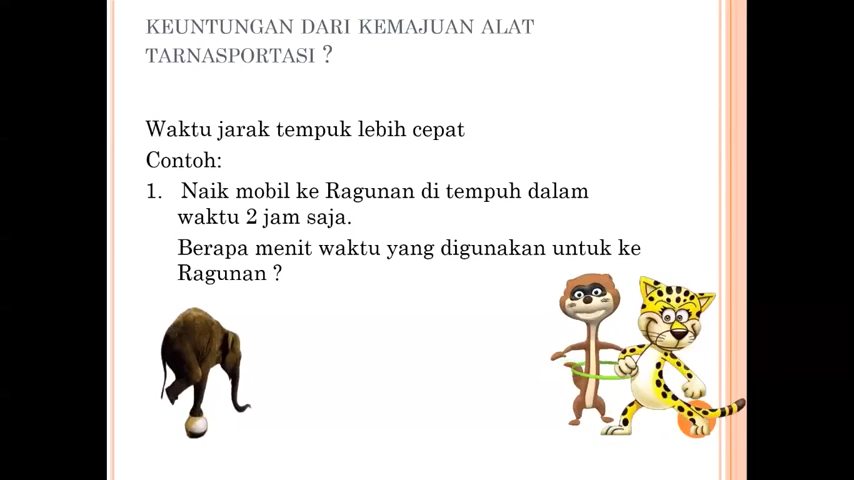 KEUNTUNGAN DARI KEMAJUAN ALAT
TARNASPORTASI ?
Waktu jarak tempuk lebih cepat
Contoh:
1. Naik mobil ke Ragunan di tempuh dalam
waktu 2 jam saja.
Berapa menit waktu yang digunakan untuk ke
Ragunan ?